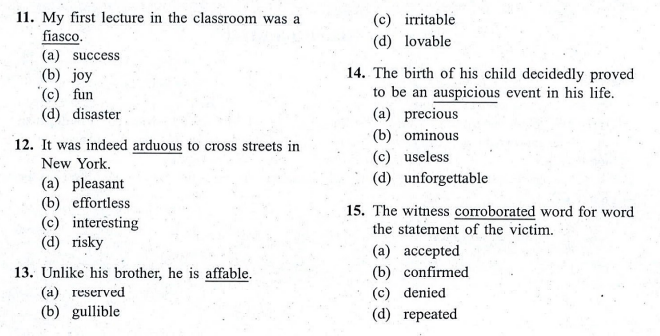 11. My first lecture in the classroom was a
fiasco.
(a) success
(b) joy
(c) fun
(d) disaster
12. It was indeed arduous to cross streets in
New York.
(a) pleasant
(b) effortless
(c) interesting
(d) risky
13. Unlike his brother, he is affable.
(a) reserved
(b) gullible
(c) irritable
(d) lovable
14. The birth of his child decidedly proved
to be an auspicious event in his life.
(a) precious
(b) ominous
(c) useless
(d) unforgettable
15. The witness corroborated word for word
the statement of the victim.
(a) accepted
(b) confirmed
(c) denied
(d) repeated